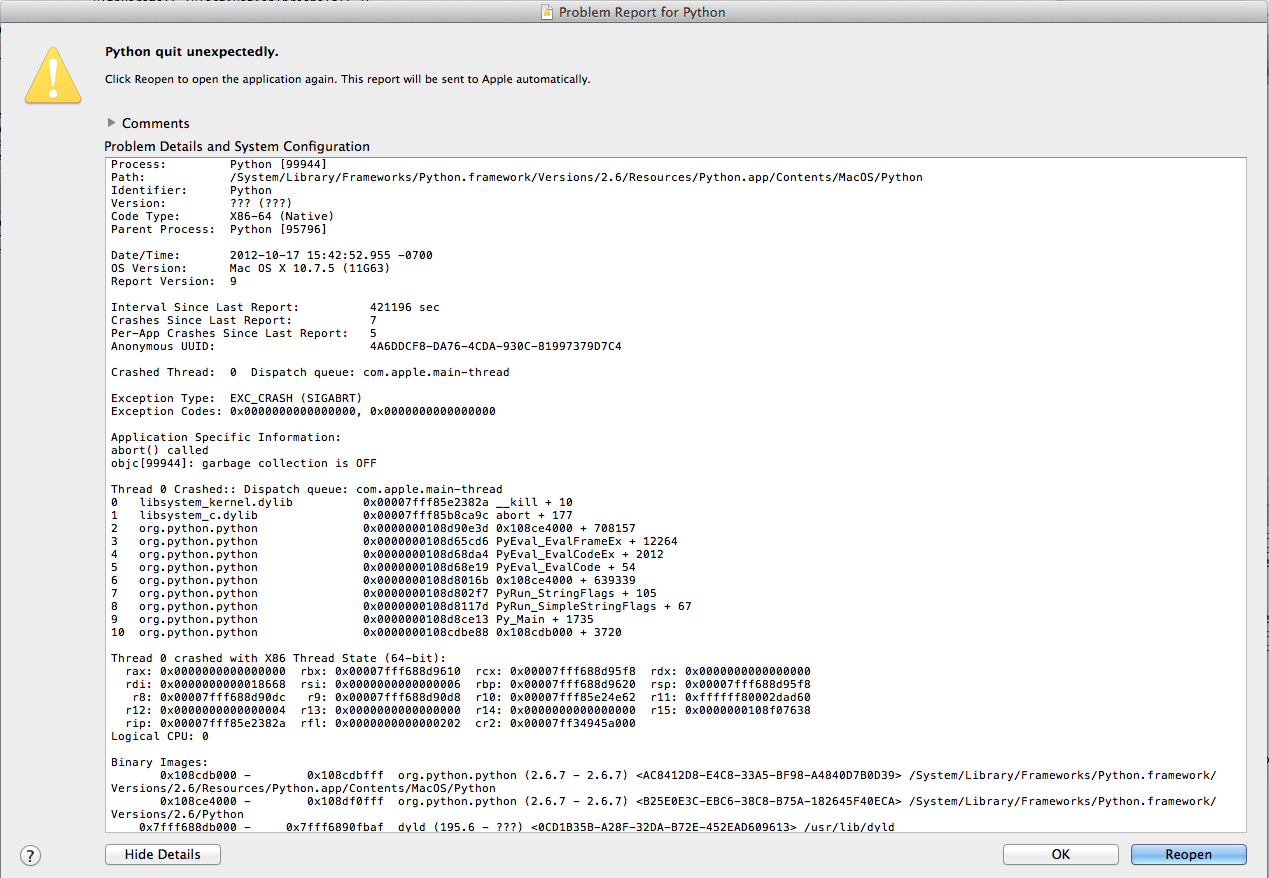 Problem Report for Python
Python quit unexpectedly.
Click Reopen to open the application again. This report will be sent to Apple automatically.
Comments
Problem Details and System Configuration
Process: Python [99944]
Path: /System/Library/Frameworks/Python.framework/Versions/2.6/Resources/Python.app/Contents/MacOS/Python
Identifier: Python
Version: ??? (???)
Code Type: X86-64 (Native)
Parent Process: Python [95796]
Date/Time: 2012-10-17 15:42:52.955 -0700
OS Version: Mac OS X 10.7.5 (11G63)
Report Version: 9
Interval Since Last Report: 421196 sec
Crashes Since Last Report: 7
Per-App Crashes Since Last Report: 5
Anonymous UUID: 4A6DDCF8-DA76-4CDA-930C-81997379D7C4
Crashed Thread: 0 Dispatch queue: com.apple.main-thread
Exception Type: EXC_CRASH (SIGABRT)
Exception Codes: 0x0000000000000000, 0x0000000000000000
Application Specific Information:
abort() called
objc[99944]: garbage collection is OFF
Thread 0 Crashed:: Dispatch queue: com.apple.main-thread
0 libsystem_kernel.dylib 0x00007fff85e2382a __kill + 10
1 libsystem_c.dylib 0x00007fff85b8ca9c abort + 177
2 org.python.python 0x0000000108d90e3d 0x108ce4000 + 708157
3 org.python.python 0x0000000108d65cd6 PyEval_EvalFrameEx + 12264
4 org.python.python 0x0000000108d68da4 PyEval_EvalCodeEx + 2012
5 org.python.python 0x0000000108d68e19 PyEval_EvalCode + 54
6 org.python.python 0x0000000108d8016b 0x108ce4000 + 639339
7 org.python.python 0x0000000108d802f7 PyRun_StringFlags + 105
8 org.python.python 0x0000000108d8117d PyRun_SimpleStringFlags + 67
9 org.python.python 0x0000000108d8ce13 Py_Main + 1735
10 org.python.python 0x0000000108cdbe88 0x108cdb000 + 3720
Thread 0 crashed with X86 Thread State (64-bit):
rax: 0x0000000000000000 rbx: 0x00007fff688d9610 rcx: 0x00007fff688d95f8 rdx: 0x0000000000000000
rdi: 0x0000000000018668 rsi: 0x0000000000000006 rbp: 0x00007fff688d9620 rsp: 0x00007fff688d95f8
r8: 0x00007fff688d90dc r9: 0x00007fff688d90d8 r10: 0x00007fff85e24e62 r11: 0xffffff80002dad60
r12: 0x0000000000000004 r13: 0x0000000000000000 r14: 0x0000000000000000 r15: 0x0000000108f07638
rip: 0x00007fff85e2382a rfl: 0x0000000000000202 cr2: 0x00007ff34945a000
Logical CPU: 0
Binary Images:
0x108cdb000 - 0x108cdbfff org.python.python (2.6.7 - 2.6.7) <AC8412D8-E4C8-33A5-BF98-A4840D7B0D39> /System/Library/Frameworks/Python.framework/
Versions/2.6/Resources/Python.app/Contents/MacOS/Python
0x108ce4000 - 0x108df0fff org.python.python (2.6.7 - 2.6.7) <B25E0E3C-EBC6-38C8-B75A-182645F40ECA> /System/Library/Frameworks/Python.framework/
Versions/2.6/Python
0x7fff688db000 - 0x7fff6890fbaf dyld (195.6 - ???) <0CD1B35B-A28F-32DA-B72E-452EAD609613> /usr/lib/dyld
? Hide Details OK Reopen